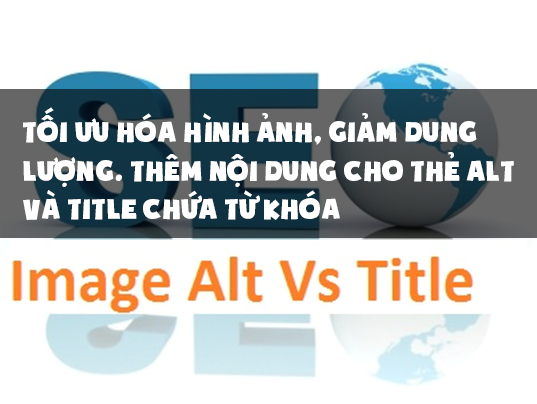 SEO
TỐI ƯU HÓA HÌNH ẢNH, GIẢM DUNG
LƯỢNG. THÊM NỘI DUNG CHO THẺ ALT
VÀ TITLE CHỨA TỪ KHÓA
Image Alt Vs Title